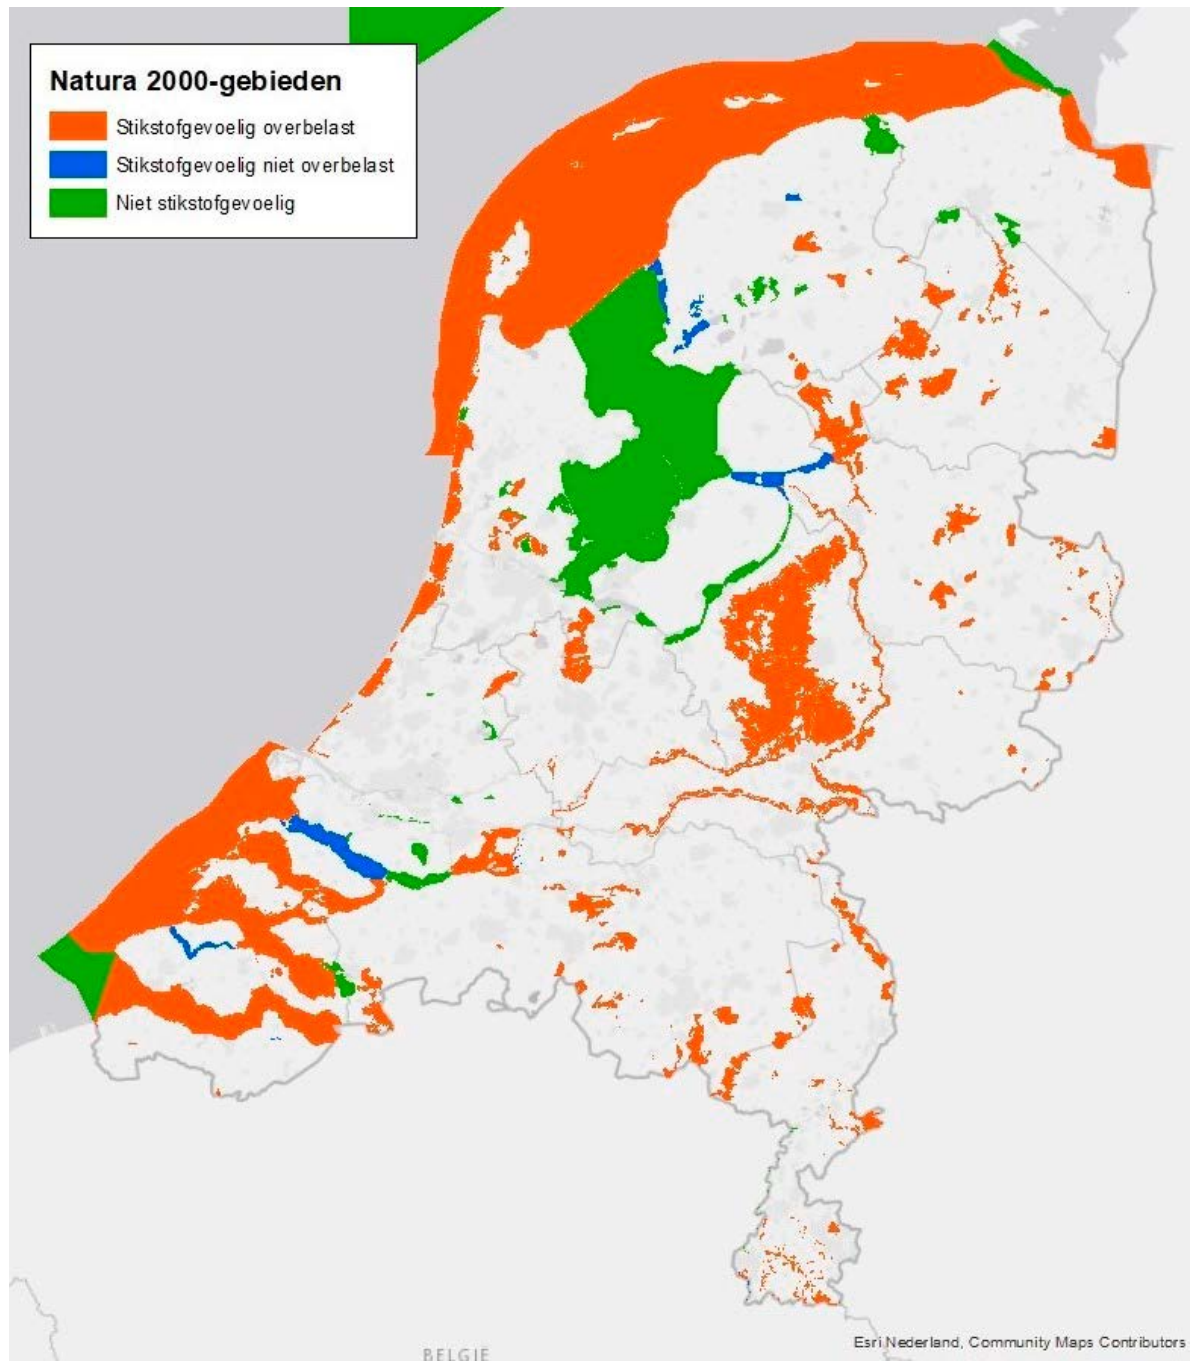 Natura 2000-gebieden
Stikstofgevoelig overbelast
Stikstofgevoelig niet overbelast
Niet stikstofgevoelig
Esri Nederland, Community Maps Contributors
BELGIE